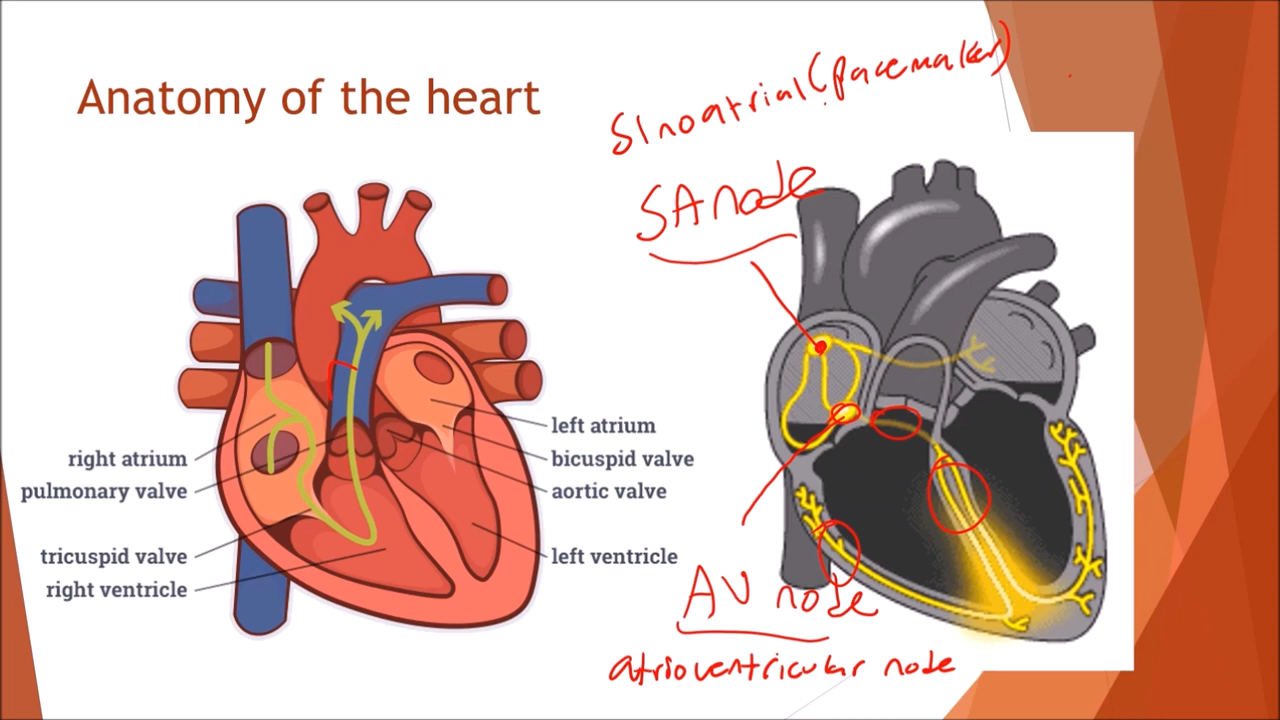 Anatomy of the heart
Sinoatrial (pacemaker)
SA node
left atrium
right atrium
bicuspid valve
pulmonary valve
aortic valve
tricuspid valve
left ventricle
right ventricle
AV node
atrioventricular node